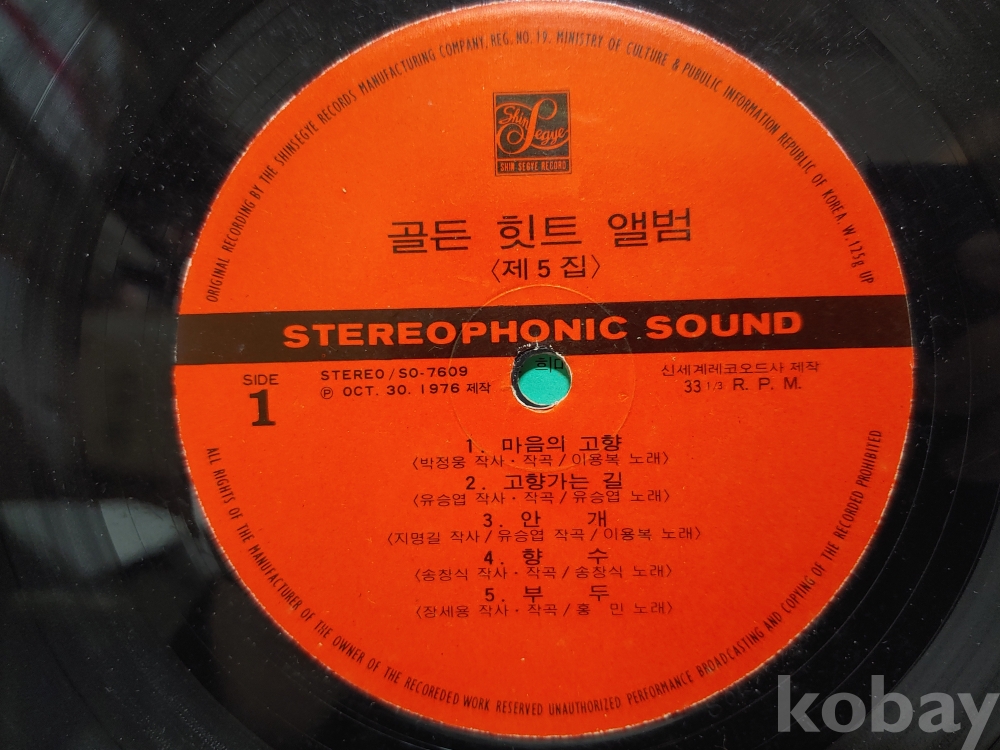 ORIGINAL RECORDING BY THE SHINSEGYE RECORDS MANUFACTURING COMPANY, REG. NO. 19. MINISTRY OF CULTURE & PUBULIC INFORMATION REPUBLIC OF KOREA W. 125g UP
Shin Segye
SHIN SEGYE RECORD
골든 힛트 앨범
〈제5집〉
STEREOPHONIC SOUND
SIDE
1
STEREO/SO-7609
Ⓟ OCT. 30. 1976 제작
희
신세계레코오드사 제작
33 1/3 R. P. M.
1. 마음의 고향
〈박정웅 작사·작곡/이용복 노래〉
2. 고향가는 길
〈유승엽 작사·작곡/유승엽 노래〉
3. 안 개
〈지명길 작사/유승엽 작곡/이용복 노래〉
4. 향 수
〈송창식 작사·작곡/송창식 노래〉
5. 부 두
〈장세용 작사·작곡/홍 민 노래〉
ALL RIGHTS OF THE MANUFACTURER OF THE OWNER OF THE RECOREDED WORK RESERVED UNAUTHORIZED PERFORMANCE BROADCASTING AND COPYING OF THE RECORDED PROHIBITED
kobay